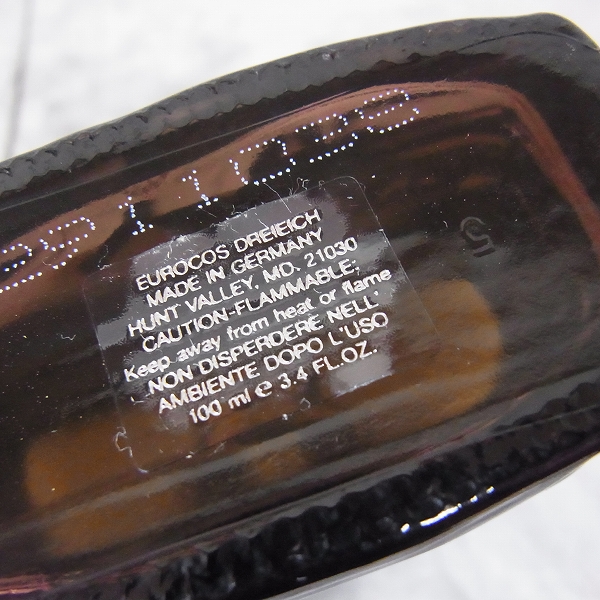 EUROCOS DREIEICH
MADE IN GERMANY
HUNT VALLEY, MD. 21030
CAUTION-FLAMMABLE:
Keep away from heat or flame
NON DISPERDERE NELL'
AMBIENTE DOPO L'USO
100 ml e 3.4 FL.OZ.
5